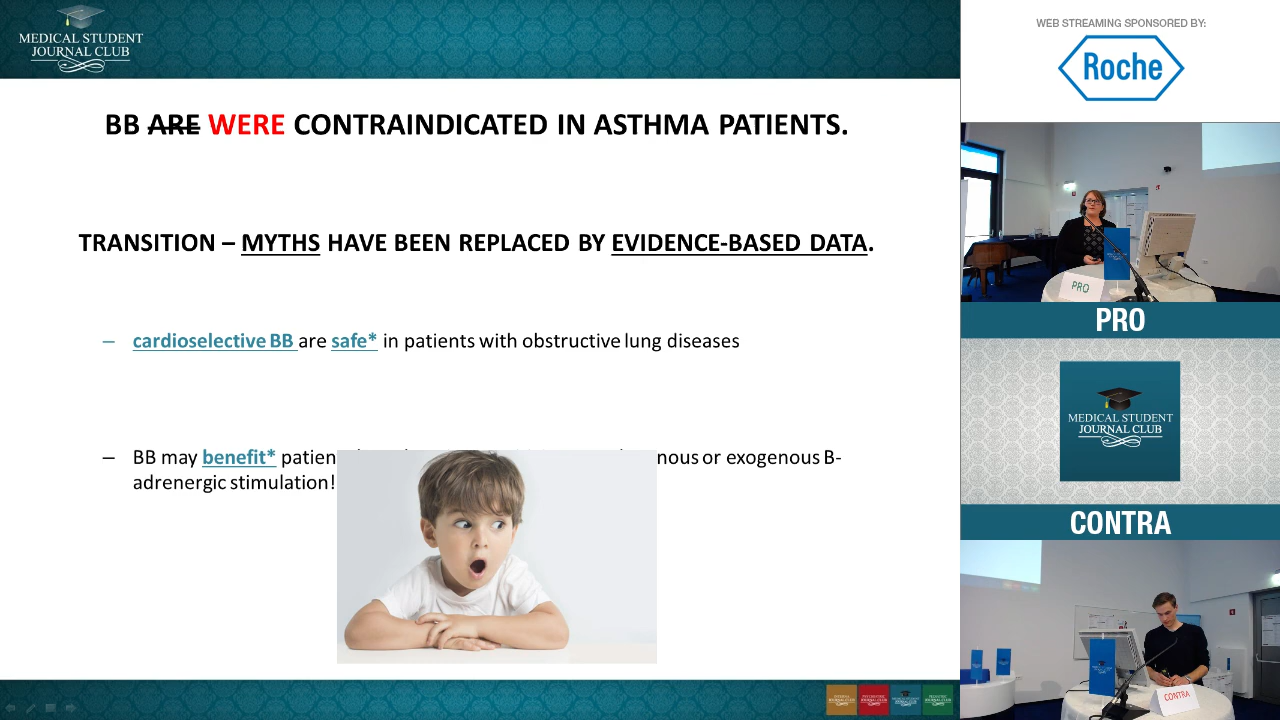 MEDICAL STUDENT
JOURNAL CLUB
BB ARE WERE CONTRAINDICATED IN ASTHMA PATIENTS.
TRANSITION – MYTHS HAVE BEEN REPLACED BY EVIDENCE-BASED DATA.
– cardioselective BB are safe* in patients with obstructive lung diseases
– BB may benefit* patien nous or exogenous B-
adrenergic stimulation!
WEB STREAMING SPONSORED BY:
Roche
PRO
PRO
MEDICAL STUDENT
JOURNAL CLUB
CONTRA
CONTRA